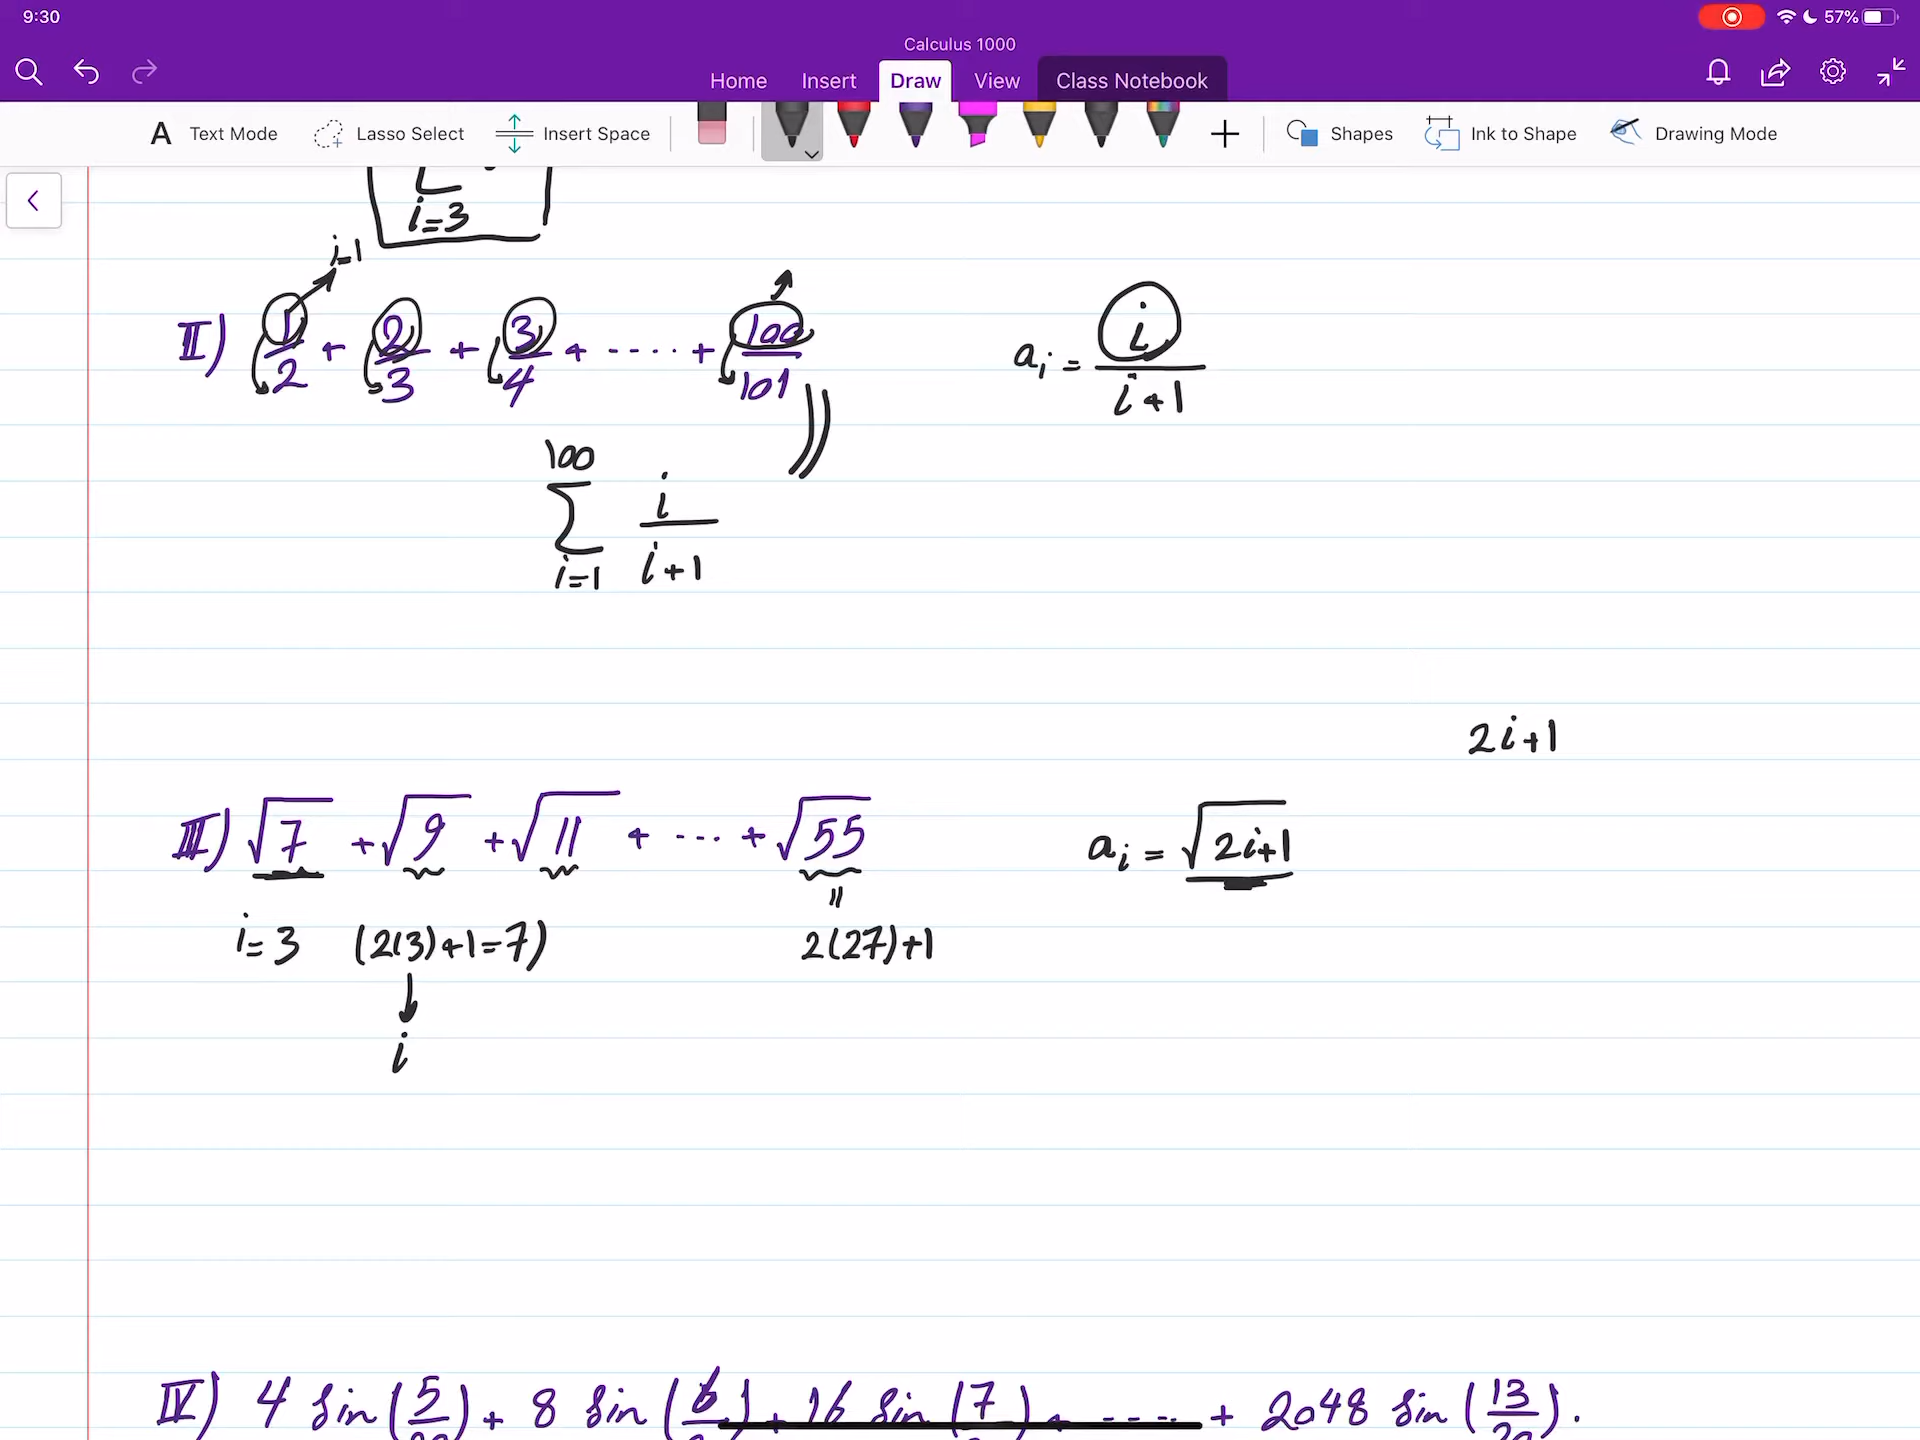 9:30
57%
Calculus 1000
Home Insert Draw View Class Notebook
A Text Mode Lasso Select Insert Space Shapes Ink to Shape Drawing Mode
i=3
i=1
II) 1/2 + 2/3 + 3/4 + ..... + 100/101
a_i = i/(i+1)
100
∑ i/(i+1)
i=1
2i+1
III) √7 + √9 + √11 + ... + √55
a_i = √(2i+1)
i=3 (2(3)+1=7) 2(27)+1
i
IV) 4 sin(5/ ) + 8 sin(6/ ) + 16 sin(7/ ) + ---- + 2048 sin(13/ ).